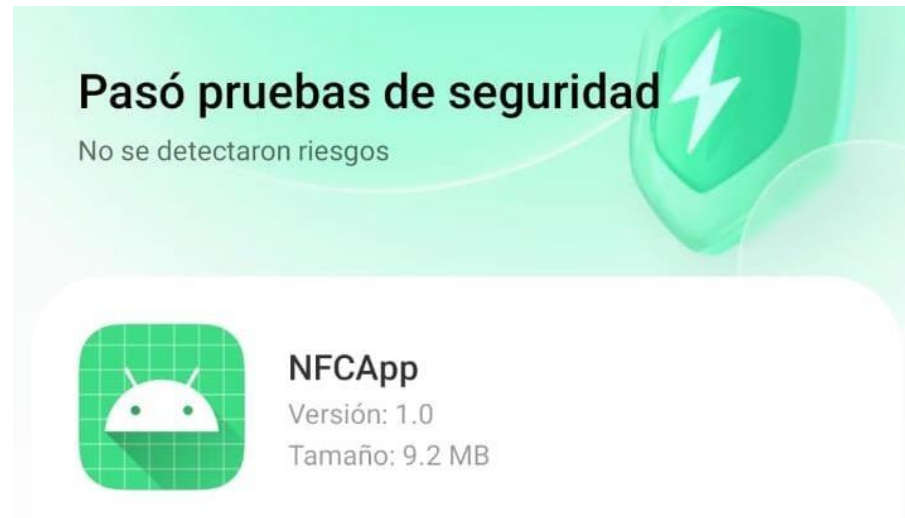 Pasó pruebas de seguridad
No se detectaron riesgos
NFCApp
Versión: 1.0
Tamaño: 9.2 MB